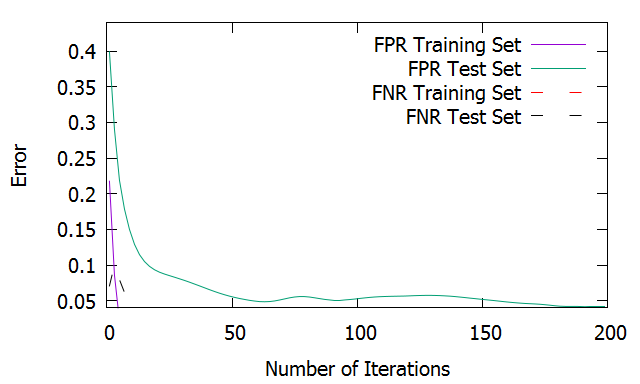 FPR Training Set
FPR Test Set
FNR Training Set
FNR Test Set
0.4
0.35
0.3
0.25
0.2
0.15
0.1
0.05
Error
0 50 100 150 200
Number of Iterations